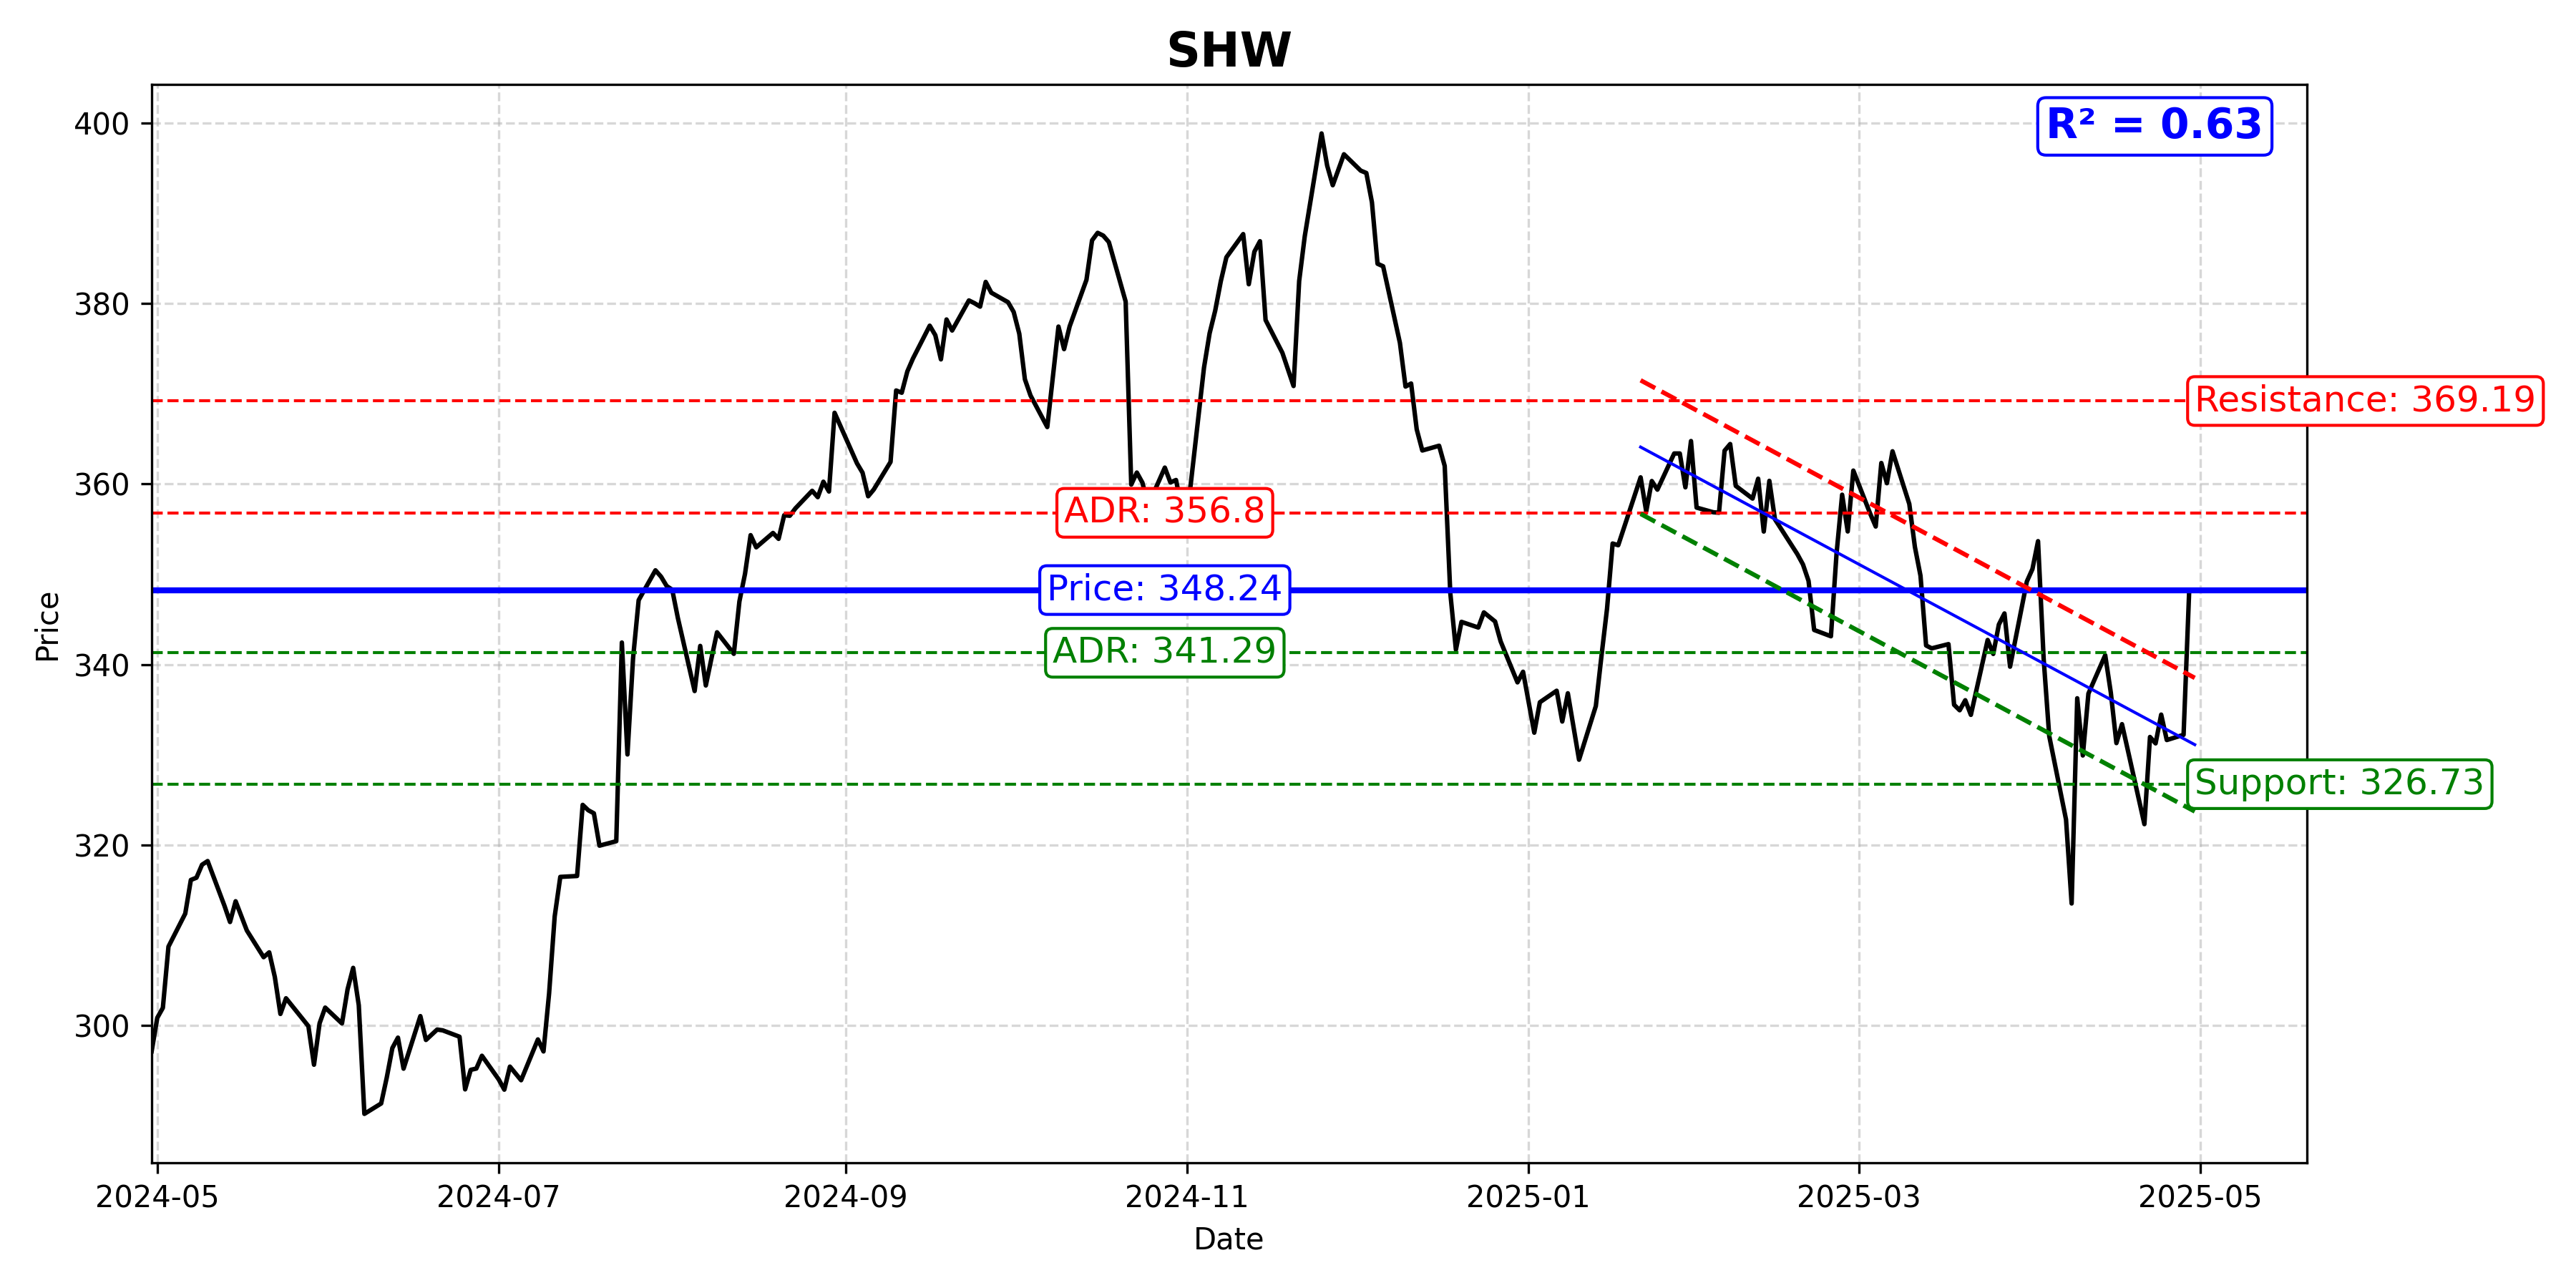 SHW
400
R² = 0.63
380
Resistance: 369.19
360
ADR: 356.8
Price: 348.24
ADR: 341.29
340
Support: 326.73
320
300
Price
2024-05
2024-07
2024-09
2024-11
2025-01
2025-03
2025-05
Date